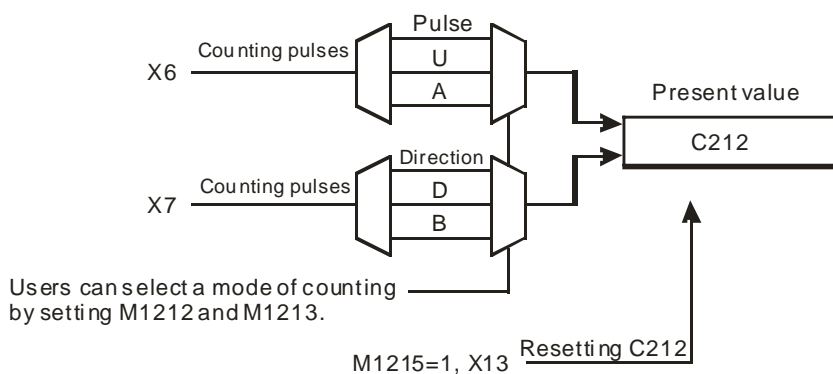 Pulse
Counting pulses
U
X6
A
Present value
C212
Direction
Counting pulses
D
X7
B
Users can select a mode of counting
by setting M1212 and M1213.
Resetting C212
M1215=1, X13